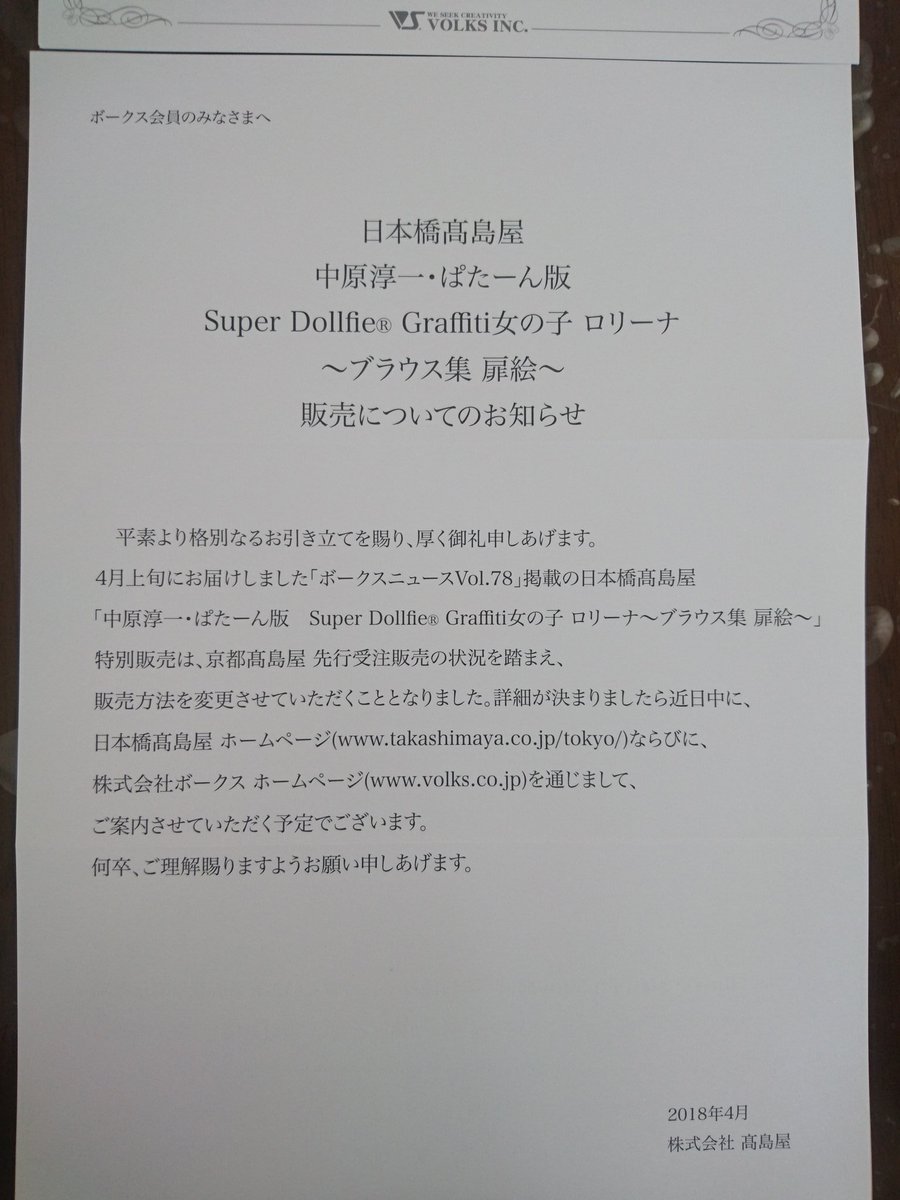 WE SEEK CREATIVITY
VS. VOLKS INC.
ボークス会員のみなさまへ
日本橋髙島屋
中原淳一・ぱたーん版
Super Dollfie® Graffiti女の子 ロリーナ
～ブラウス集 扉絵～
販売についてのお知らせ
平素より格別なるお引き立てを賜り、厚く御礼申しあげます。
4月上旬にお届けしました「ボークスニュースVol.78」掲載の日本橋髙島屋
「中原淳一・ぱたーん版　Super Dollfie® Graffiti女の子 ロリーナ～ブラウス集 扉絵～」
特別販売は、京都髙島屋 先行受注販売の状況を踏まえ、
販売方法を変更させていただくこととなりました。詳細が決まりましたら近日中に、
日本橋髙島屋 ホームページ(www.takashimaya.co.jp/tokyo/)ならびに、
株式会社ボークス ホームページ(www.volks.co.jp)を通じまして、
ご案内させていただく予定でございます。
何卒、ご理解賜りますようお願い申しあげます。
2018年4月
株式会社 髙島屋